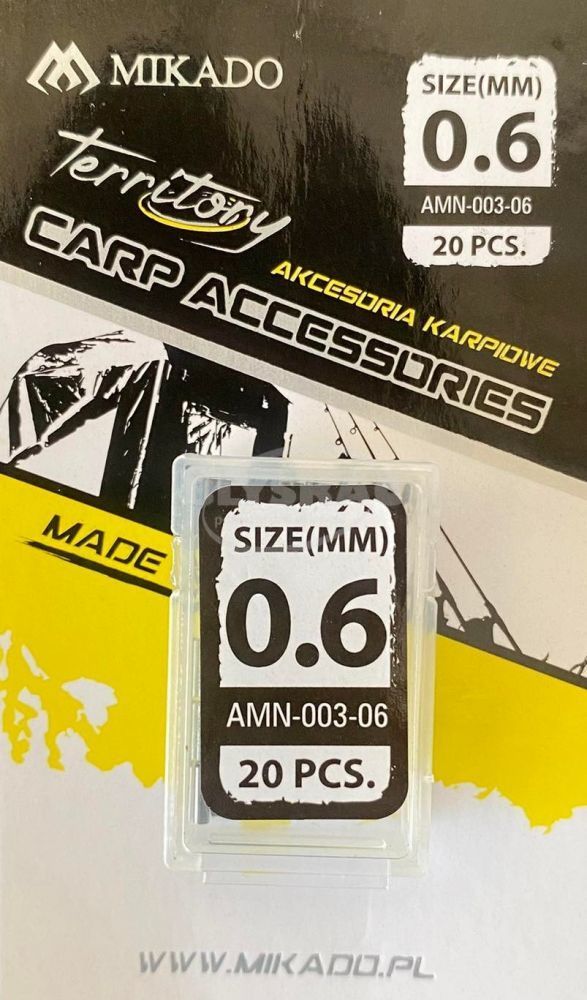 MIKADO
SIZE(MM)
0.6
AMN-003-06
20 PCS.
Territory
CARP ACCESSORIES
AKCESORIA KARPIOWE
MADE
SIZE(MM)
0.6
AMN-003-06
20 PCS.
WWW.MIKADO.PL